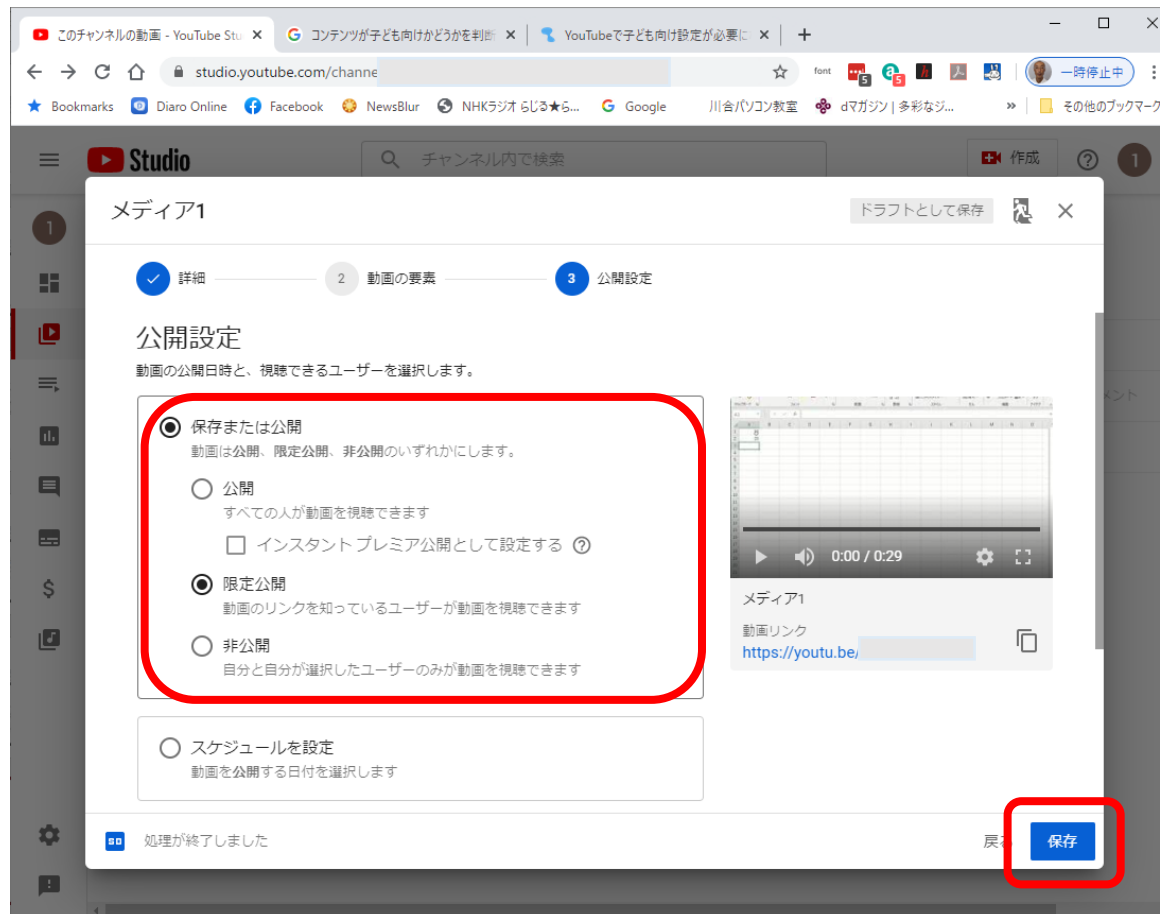 このチャンネルの動画 - YouTube Stu
コンテンツが子ども向けかどうかを判断
YouTubeで子ども向け設定が必要に
studio.youtube.com/channe
font
5
5
一時停止中
Bookmarks
Diaro Online
Facebook
NewsBlur
NHKラジオ らじる★ら...
Google
川合パソコン教室
dマガジン | 多彩なジ...
»
その他のブックマーク
Studio
チャンネル内で検索
作成
1
1
メディア1
ドラフトとして保存
詳細
2 動画の要素
3 公開設定
公開設定
動画の公開日時と、視聴できるユーザーを選択します。
保存または公開
動画は公開、限定公開、非公開のいずれかにします。
公開
すべての人が動画を視聴できます
インスタント プレミア公開として設定する
限定公開
動画のリンクを知っているユーザーが動画を視聴できます
非公開
自分と自分が選択したユーザーのみが動画を視聴できます
スケジュールを設定
動画を公開する日付を選択します
0:00 / 0:29
メディア1
動画リンク
https://youtu.be/
メント
SD
処理が終了しました
戻る
保存